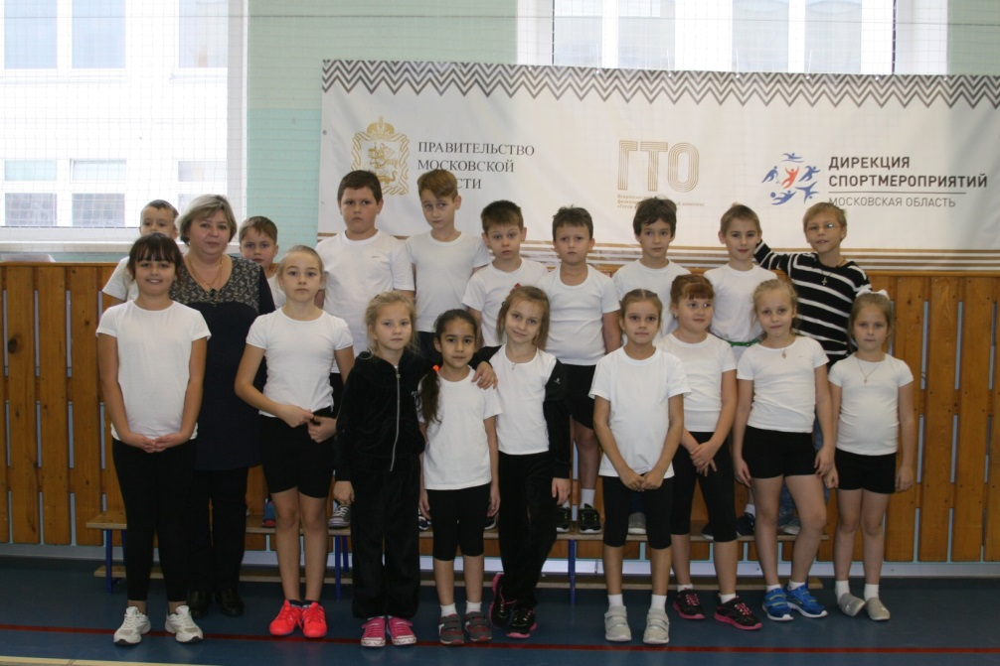 ПРАВИТЕЛЬСТВО
МОСКОВСКОЙ
ГТО
ДИРЕКЦИЯ
СПОРТМЕРОПРИЯТИЙ
МОСКОВСКАЯ ОБЛАСТЬ